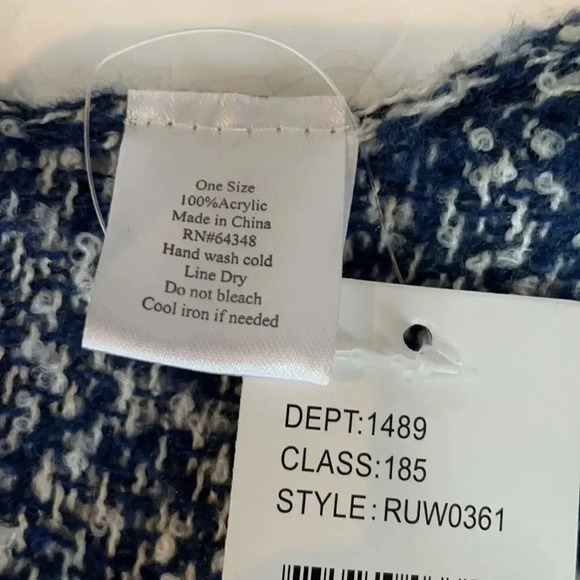 One Size
100%Acrylic
Made in China
RN#64348
Hand wash cold
Line Dry
Do not bleach
Cool iron if needed
DEPT:1489
CLASS:185
STYLE: RUW0361